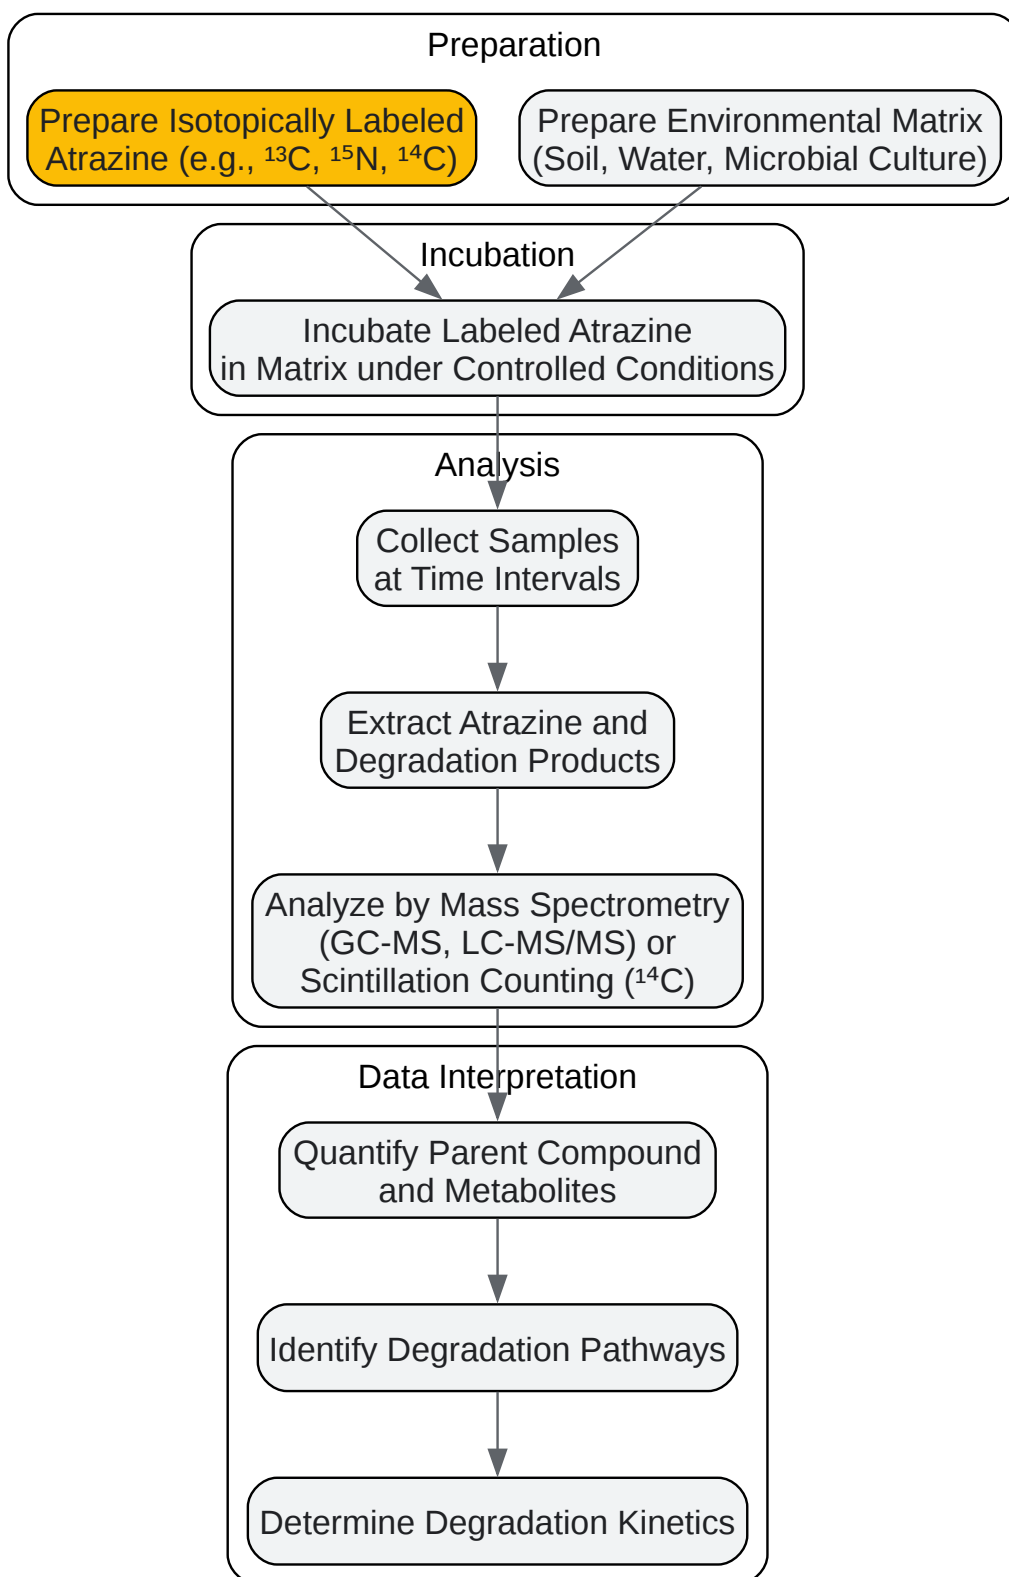 Preparation
Prepare Isotopically Labeled
Atrazine (e.g., ¹³C, ¹⁵N, ¹⁴C)
Prepare Environmental Matrix
(Soil, Water, Microbial Culture)
Incubation
Incubate Labeled Atrazine
in Matrix under Controlled Conditions
Analysis
Collect Samples
at Time Intervals
Extract Atrazine and
Degradation Products
Analyze by Mass Spectrometry
(GC-MS, LC-MS/MS) or
Scintillation Counting (¹⁴C)
Data Interpretation
Quantify Parent Compound
and Metabolites
Identify Degradation Pathways
Determine Degradation Kinetics